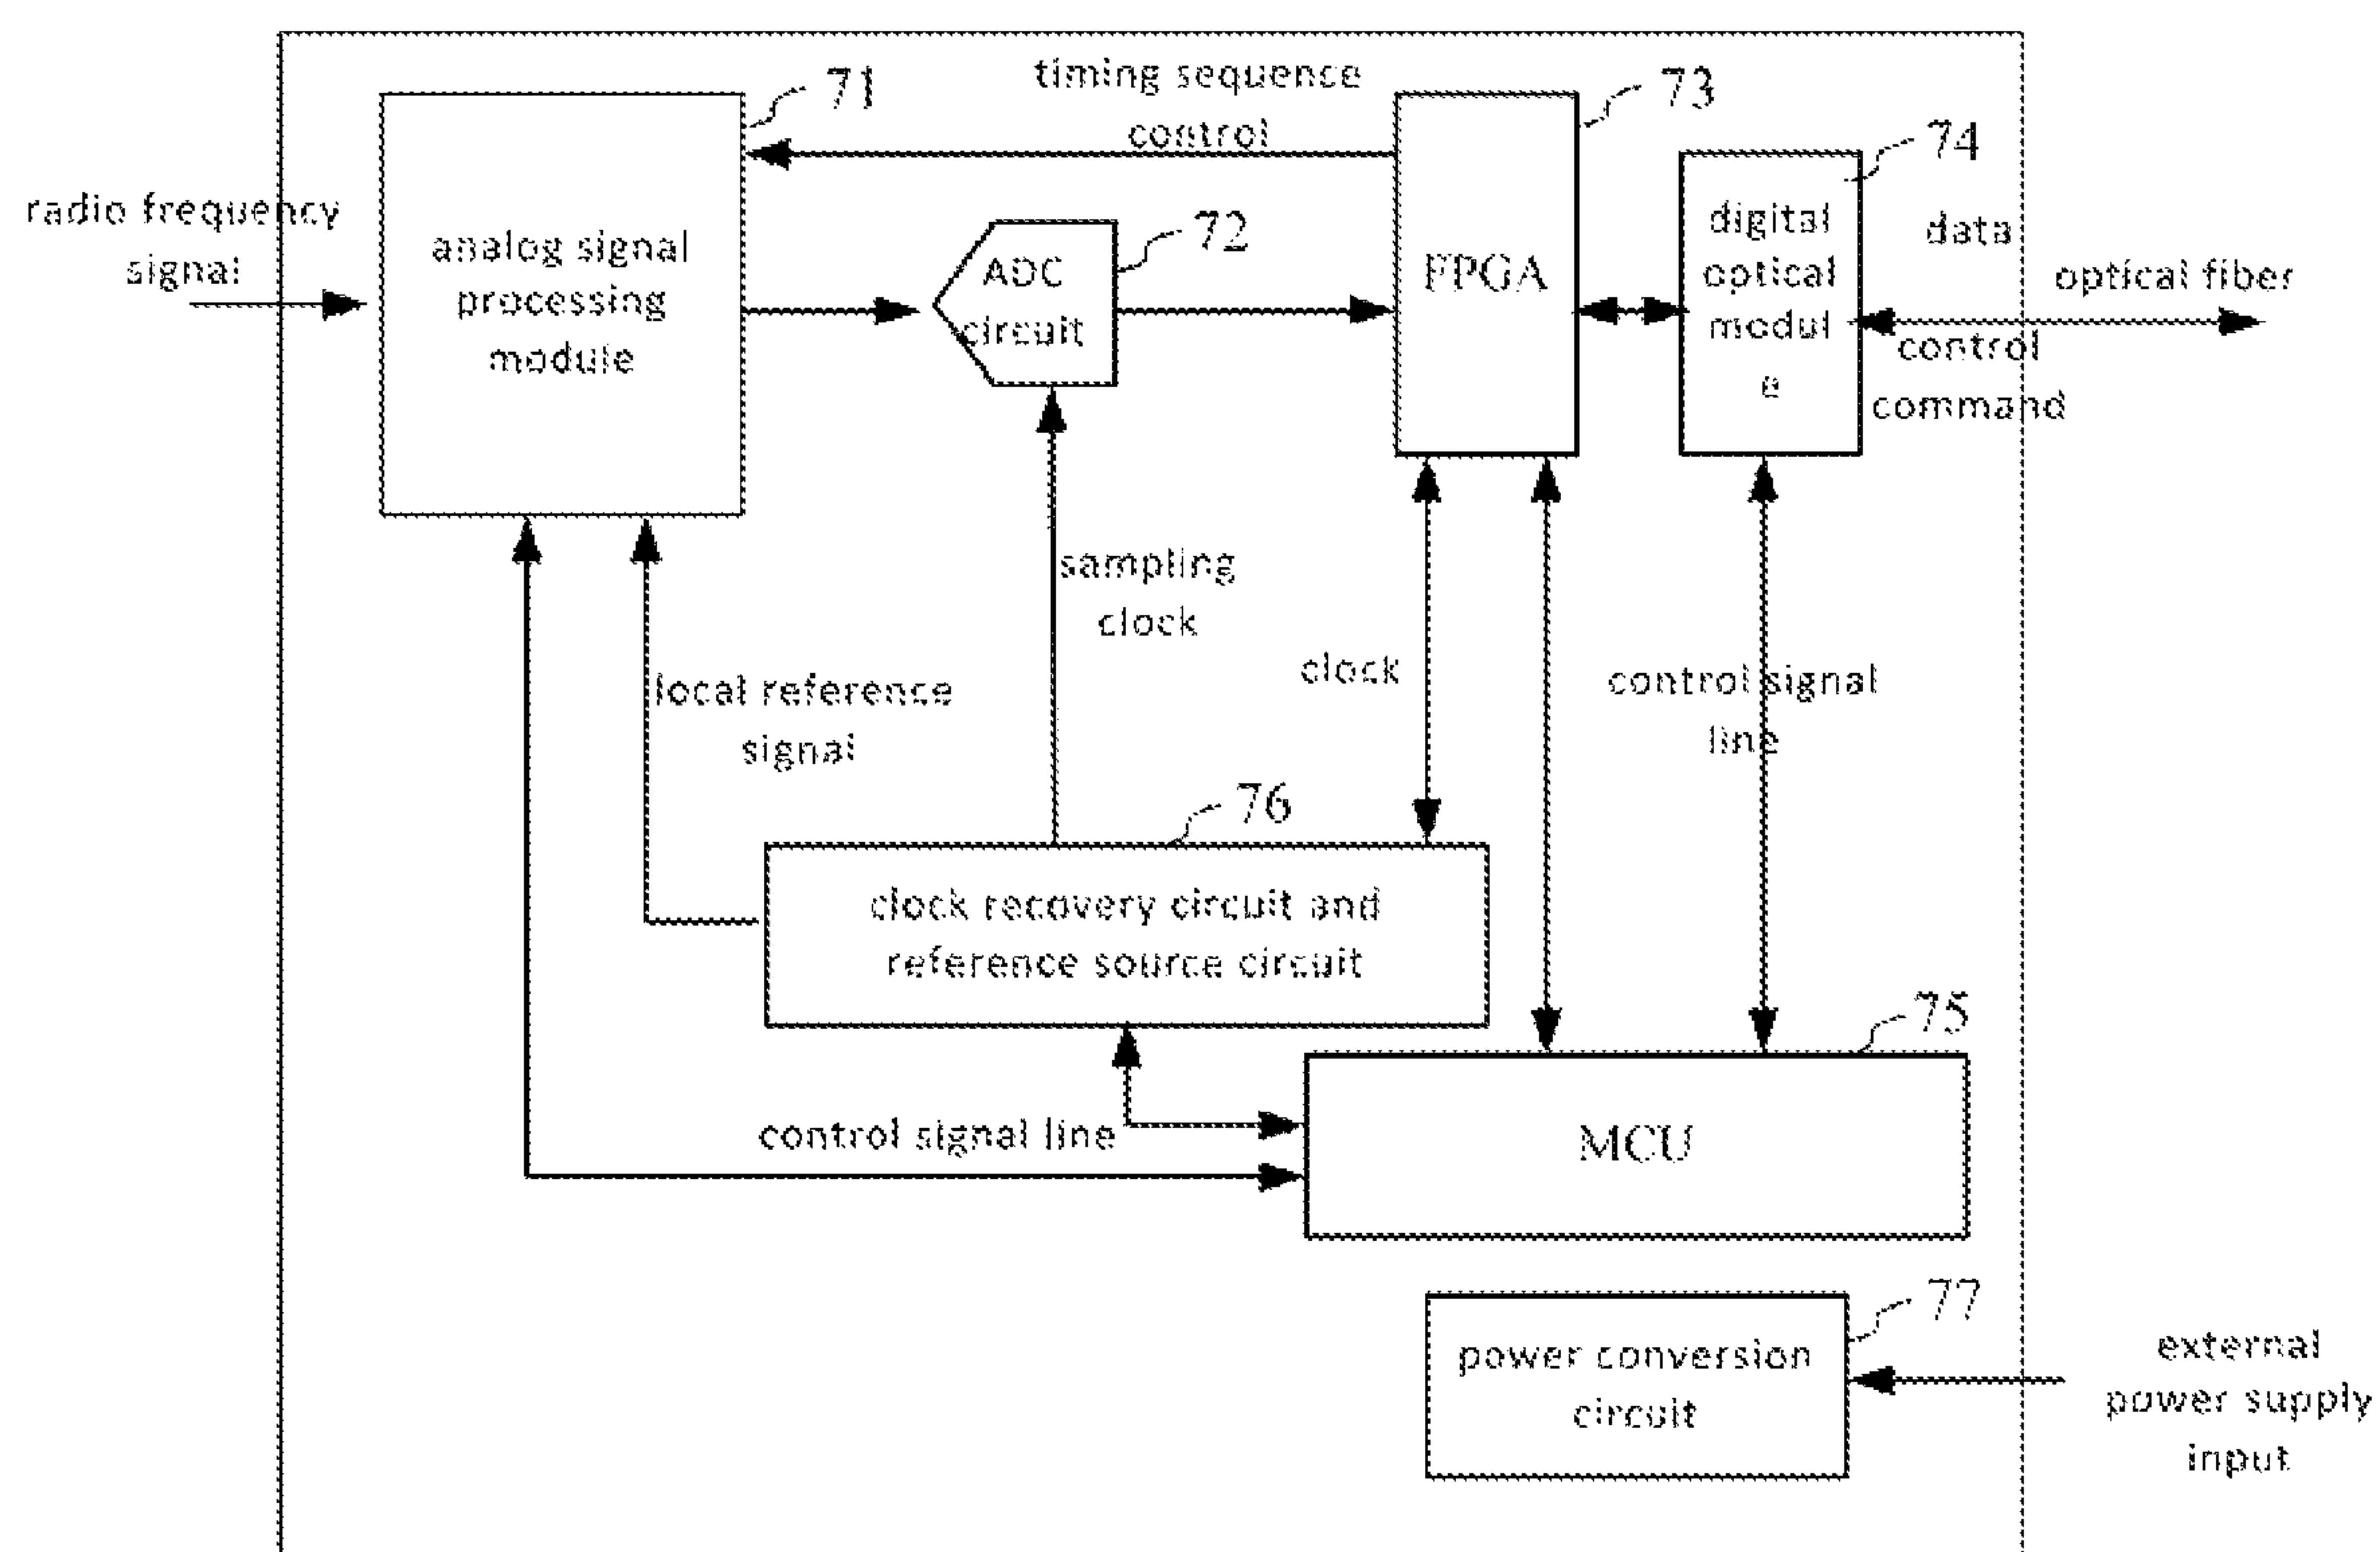 timing sequence
control
71
73
74
radio frequency
signal
analog signal
processing
module
72
ADC
circuit
FPGA
digital
optical
modul
e
data
optical fiber
control
command
sampling
clock
clock
control signal
line
local reference
signal
76
clock recovery circuit and
reference source circuit
75
control signal line
MCU
77
power conversion
circuit
external
power supply
input